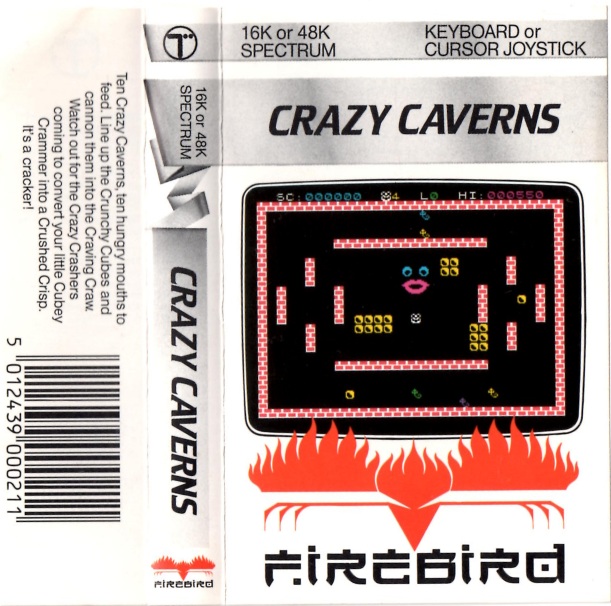 Ten Crazy Caverns, ten hungry mouths to
feed. Line up the Crunchy Cubes and
cannon them into the Craving Craw.
Watch out for the Crazy Crashers
coming to convert your little Cubey
Crammer into a Crushed Crisp.
It's a cracker!
5 012439 000211
16K or 48K
SPECTRUM
CRAZY CAVERNS
FIREBIRD
16K or 48K
SPECTRUM
KEYBOARD or
CURSOR JOYSTICK
CRAZY CAVERNS
SC:000000 4 L0 HI:000550
FIREBIRD